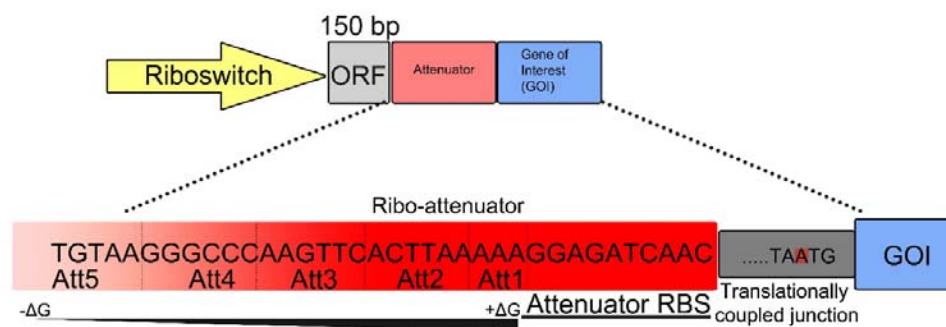 150 bp
Riboswitch
ORF
Attenuator
Gene of
Interest
(GOI)
Ribo-attenuator
TGTAAGGGCCCAAGTTCACTTAAAAAGGAGATCAAC
Att5 Att4 Att3 Att2 Att1
.....TAATG
GOI
-ΔG
+ΔG
Attenuator RBS
Translationally
coupled junction